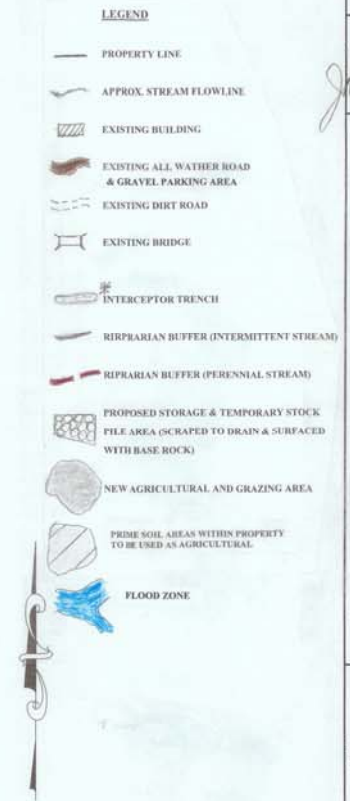 LEGEND
PROPERTY LINE
APPROX. STREAM FLOWLINE
EXISTING BUILDING
EXISTING ALL WATHER ROAD
& GRAVEL PARKING AREA
EXISTING DIRT ROAD
EXISTING BRIDGE
INTERCEPTOR TRENCH
RIRPRARIAN BUFFER (INTERMITTENT STREAM)
RIPRARIAN BUFFER (PERENNIAL STREAM)
PROPOSED STORAGE & TEMPORARY STOCK
PILE AREA (SCRAPED TO DRAIN & SURFACED
WITH BASE ROCK)
NEW AGRICULTURAL AND GRAZING AREA
PRIME SOIL AREAS WITHIN PROPERTY
TO BE USED AS AGRICULTURAL
FLOOD ZONE